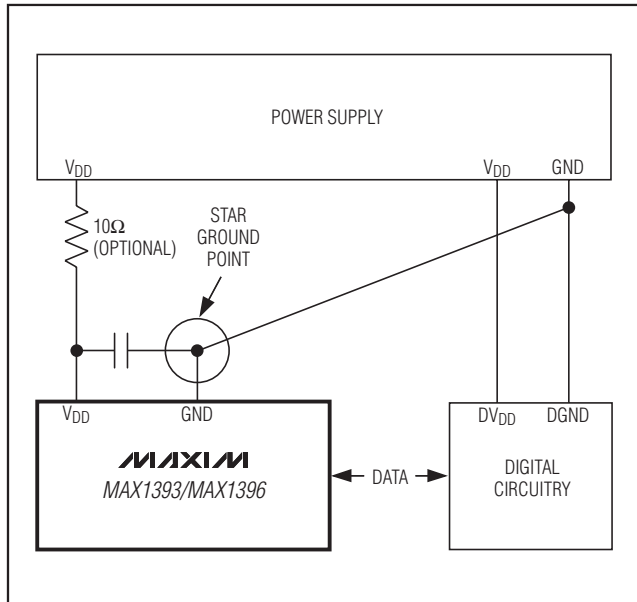 POWER SUPPLY
VDD
VDD
GND
10Ω
(OPTIONAL)
STAR
GROUND
POINT
VDD
GND
MAXIM
MAX1393/MAX1396
DATA
DVDD
DGND
DIGITAL
CIRCUITRY